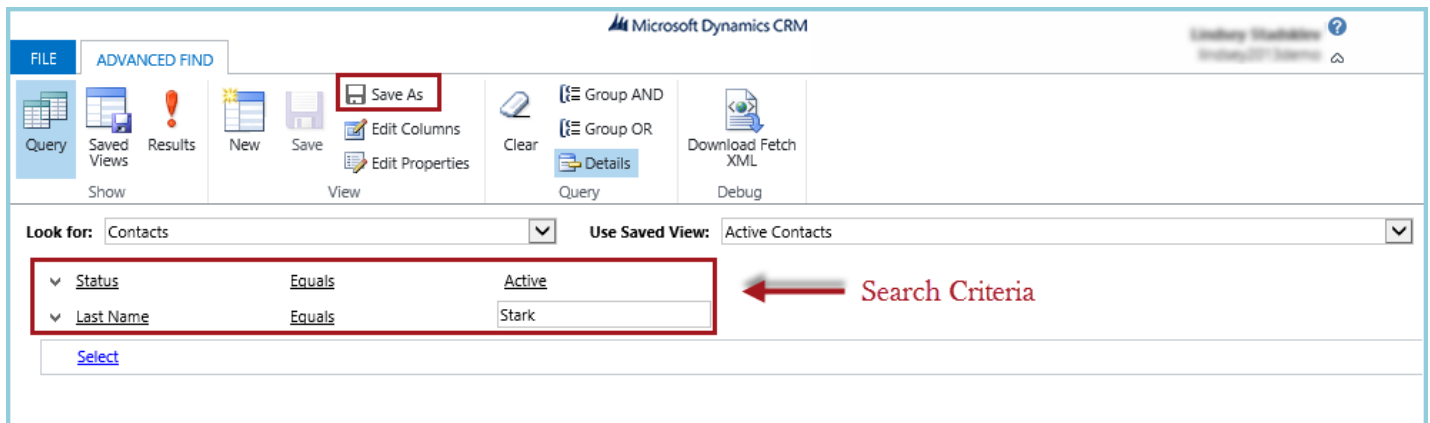 Microsoft Dynamics CRM
FILE ADVANCED FIND
Save As Group AND
Edit Columns Group OR
Query Saved Views Results New Save Edit Properties Clear Details Download Fetch XML
Show View Query Debug
Look for: Contacts Use Saved View: Active Contacts
Status Equals Active
Search Criteria
Last Name Equals Stark
Select